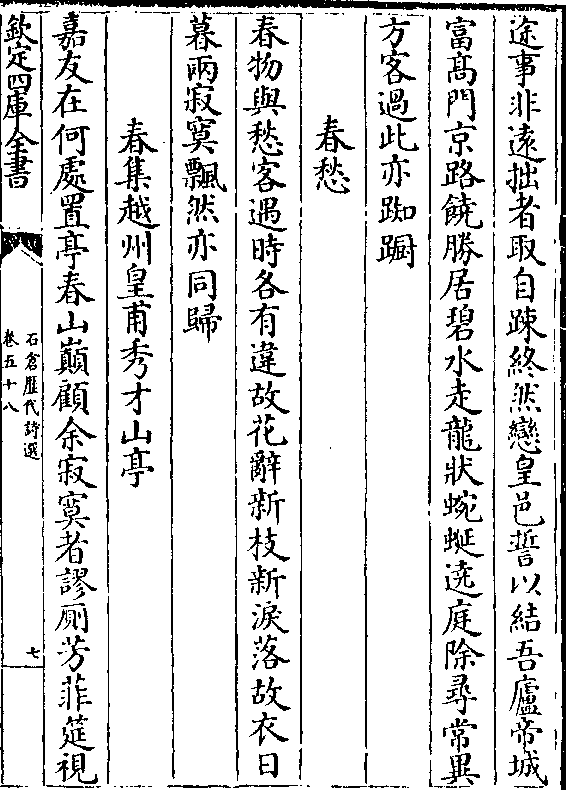 途事非遠拙者取自踈終然戀皇邑誓以結吾廬帝城
富髙門京路饒勝居碧水走龍狀蜿蜒遶庭除尋常異
方客過此亦踟蹰
春愁
春物與愁客遇時各有違故花辭新枝新淚落故衣日
暮兩寂寞飄然亦同歸
春集越州皇甫秀才山亭
嘉友在何處置亭春山巔顧余寂寞者謬厠芳菲筵視
欽定四庫全書
石倉歷代詩選
卷五十八
七